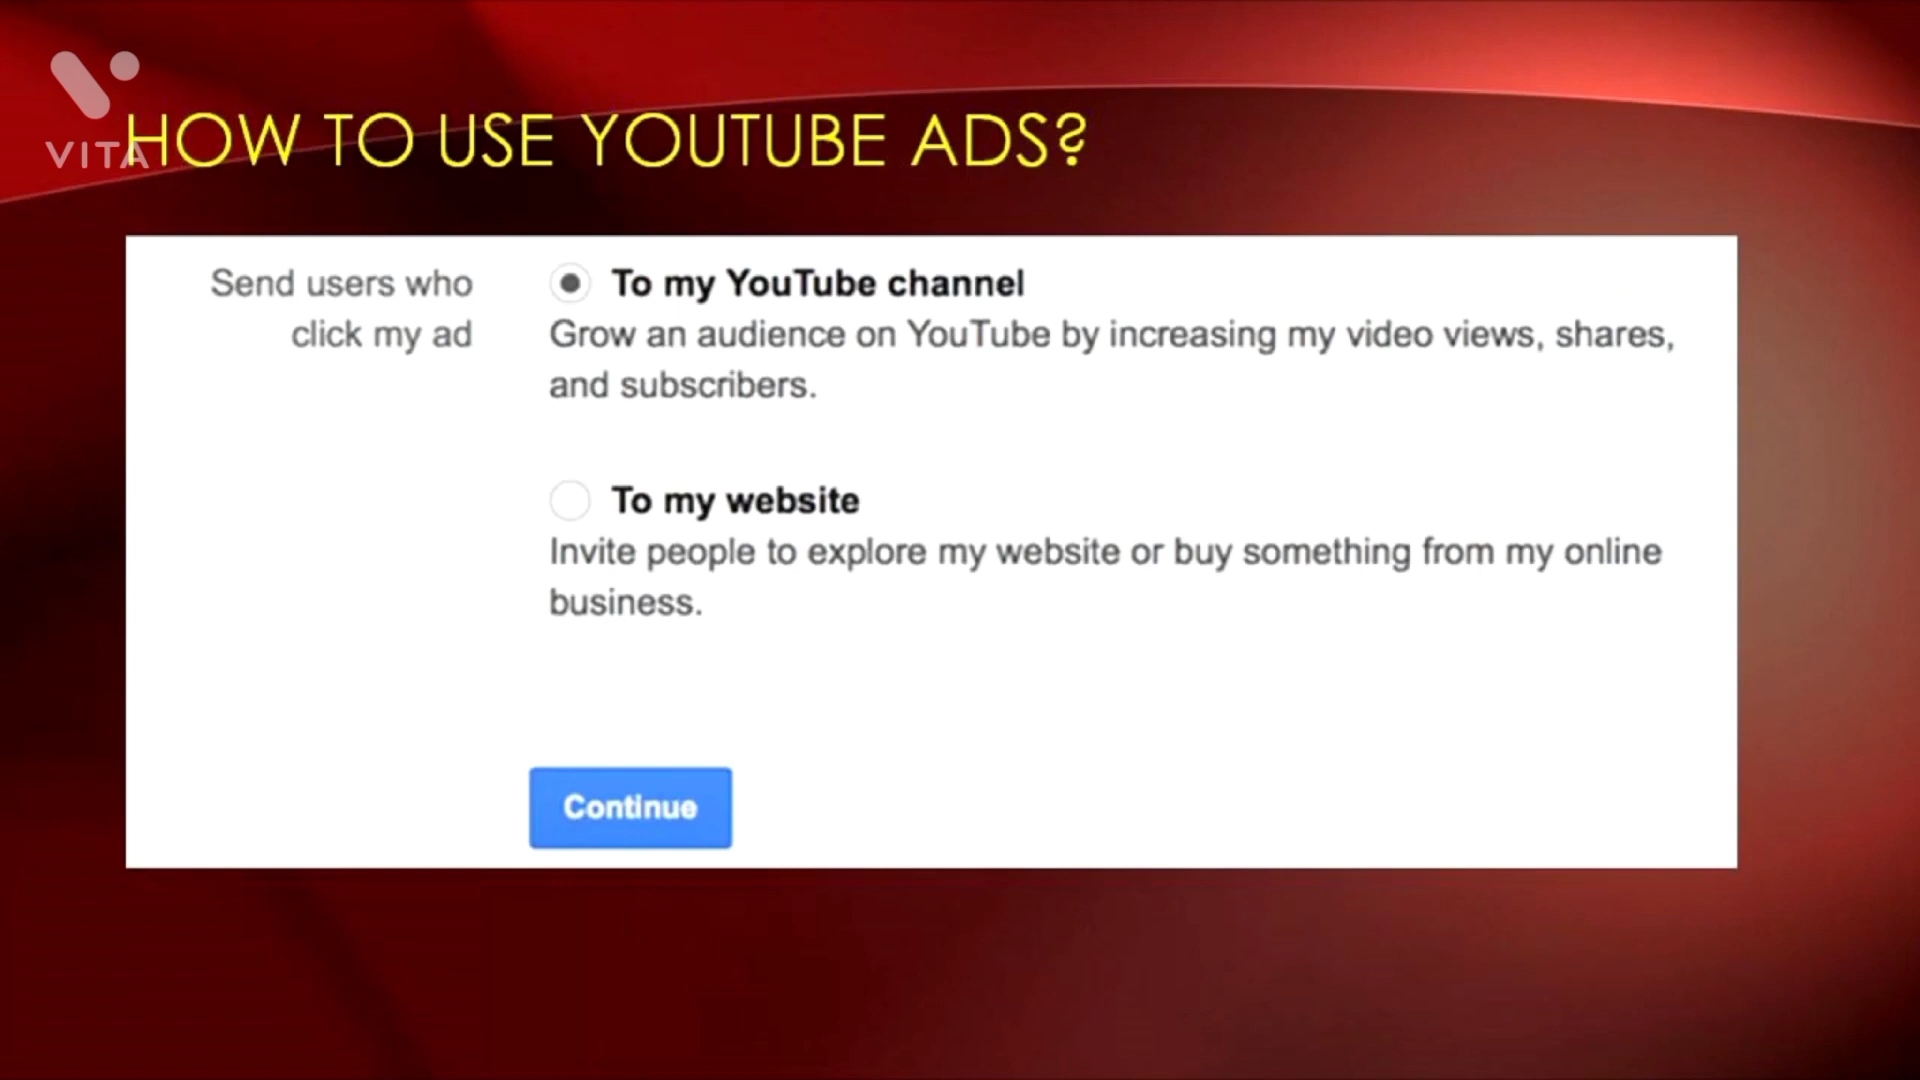 VITA
HOW TO USE YOUTUBE ADS?
Send users who
click my ad
To my YouTube channel
Grow an audience on YouTube by increasing my video views, shares,
and subscribers.
To my website
Invite people to explore my website or buy something from my online
business.
Continue